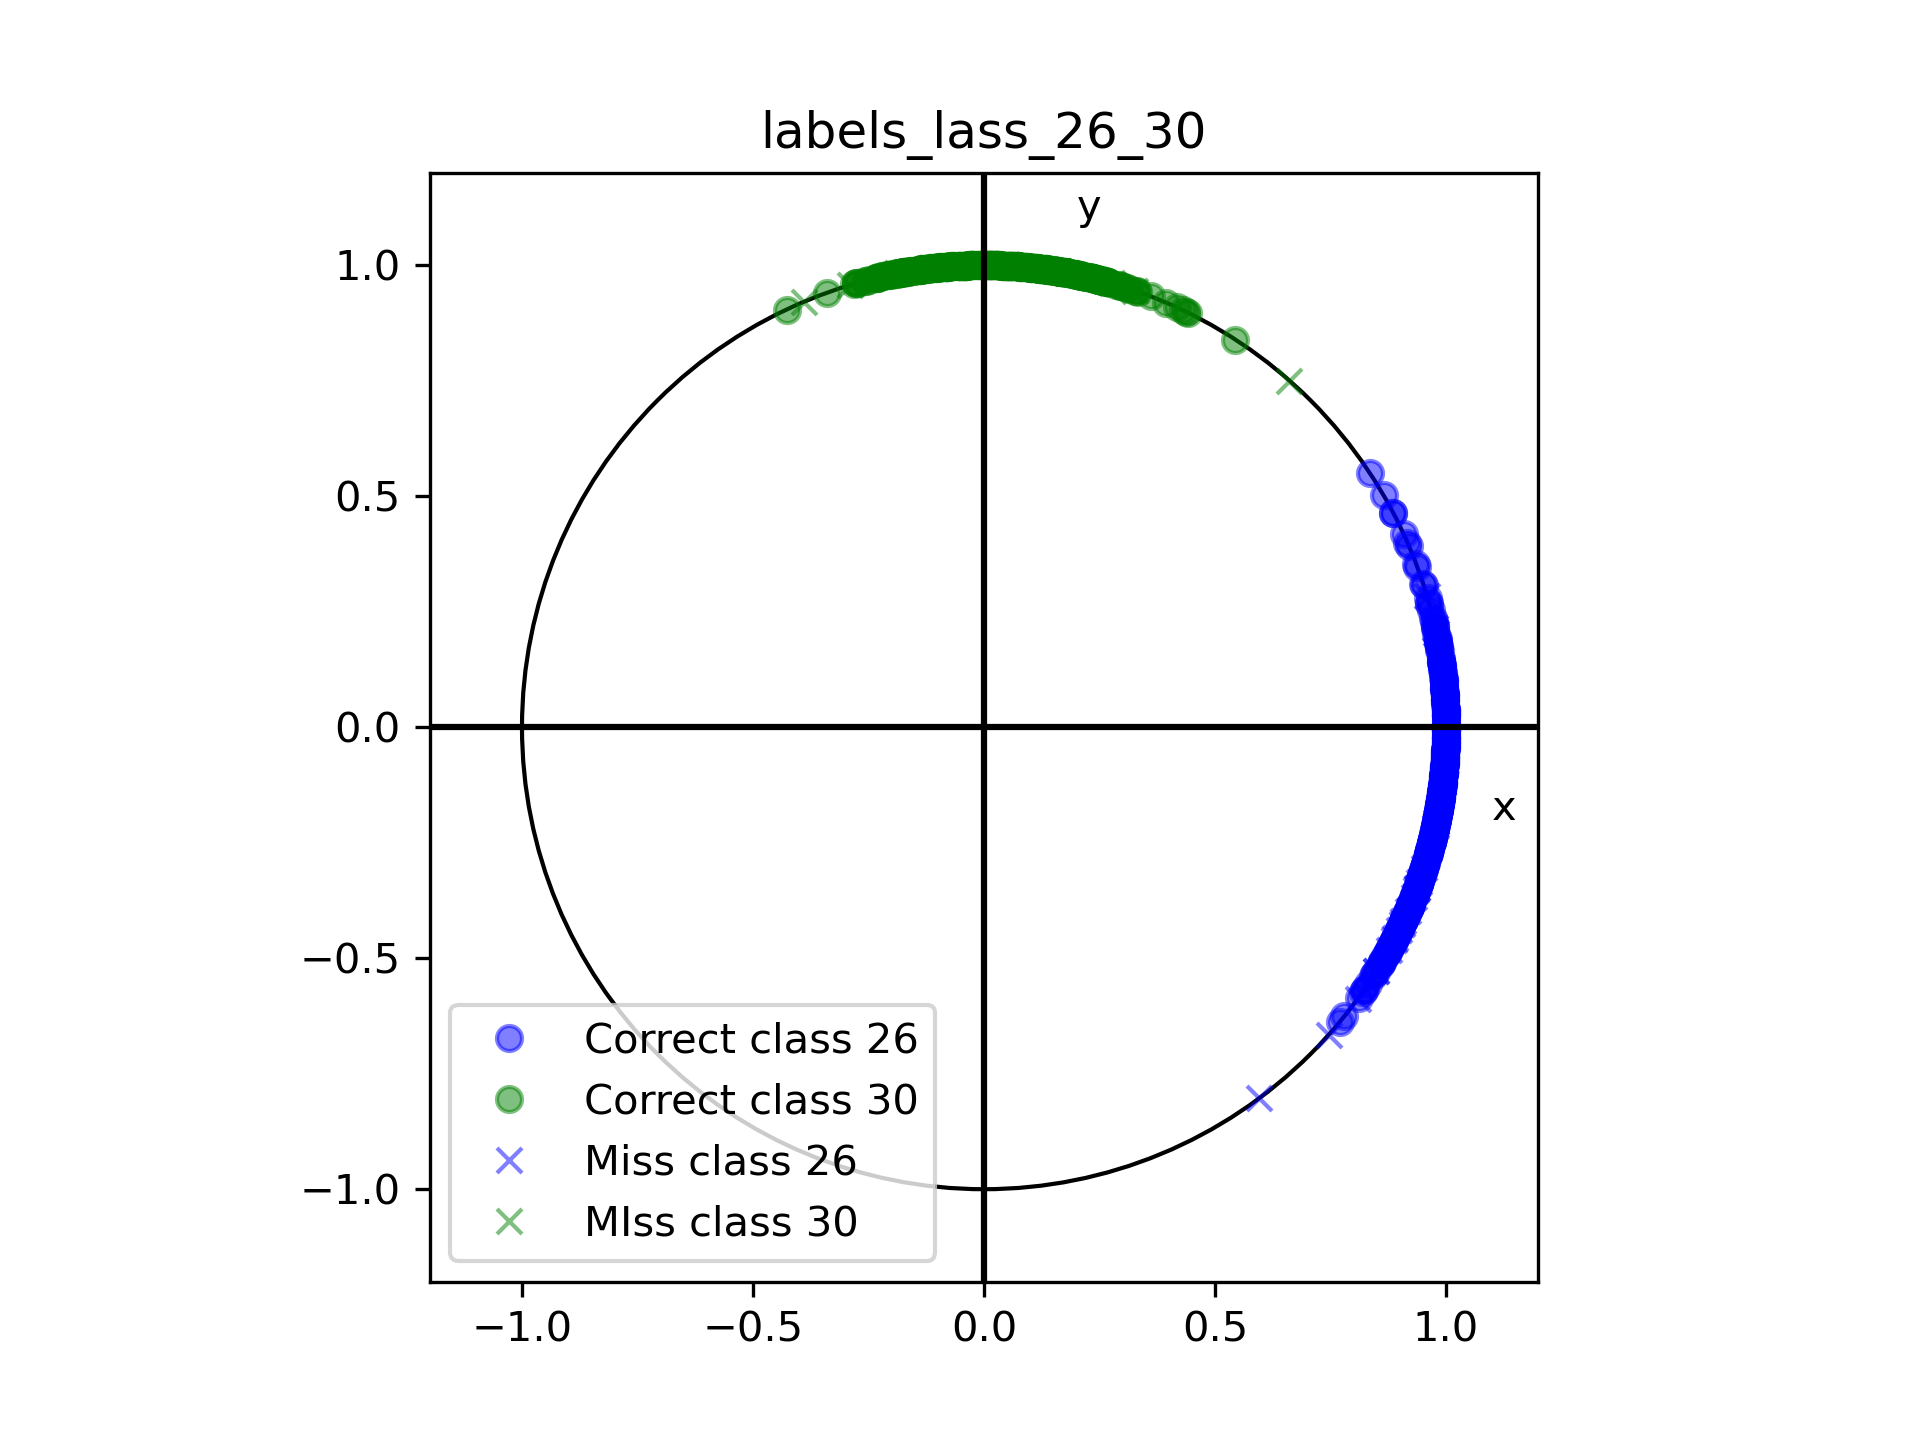 labels_lass_26_30
y
1.0
0.5
0.0
x
−0.5
−1.0
Correct class 26
Correct class 30
Miss class 26
MIss class 30
−1.0 −0.5 0.0 0.5 1.0